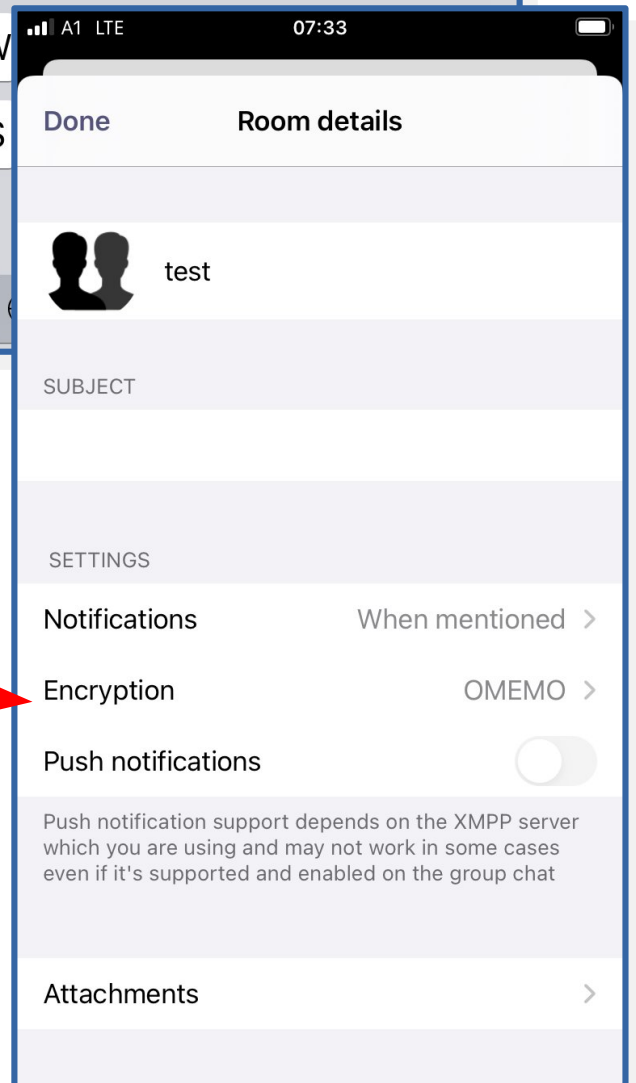 A1 LTE 07:33
Done Room details
test
SUBJECT
SETTINGS
Notifications When mentioned
Encryption OMEMO
Push notifications
Push notification support depends on the XMPP server
which you are using and may not work in some cases
even if it's supported and enabled on the group chat
Attachments